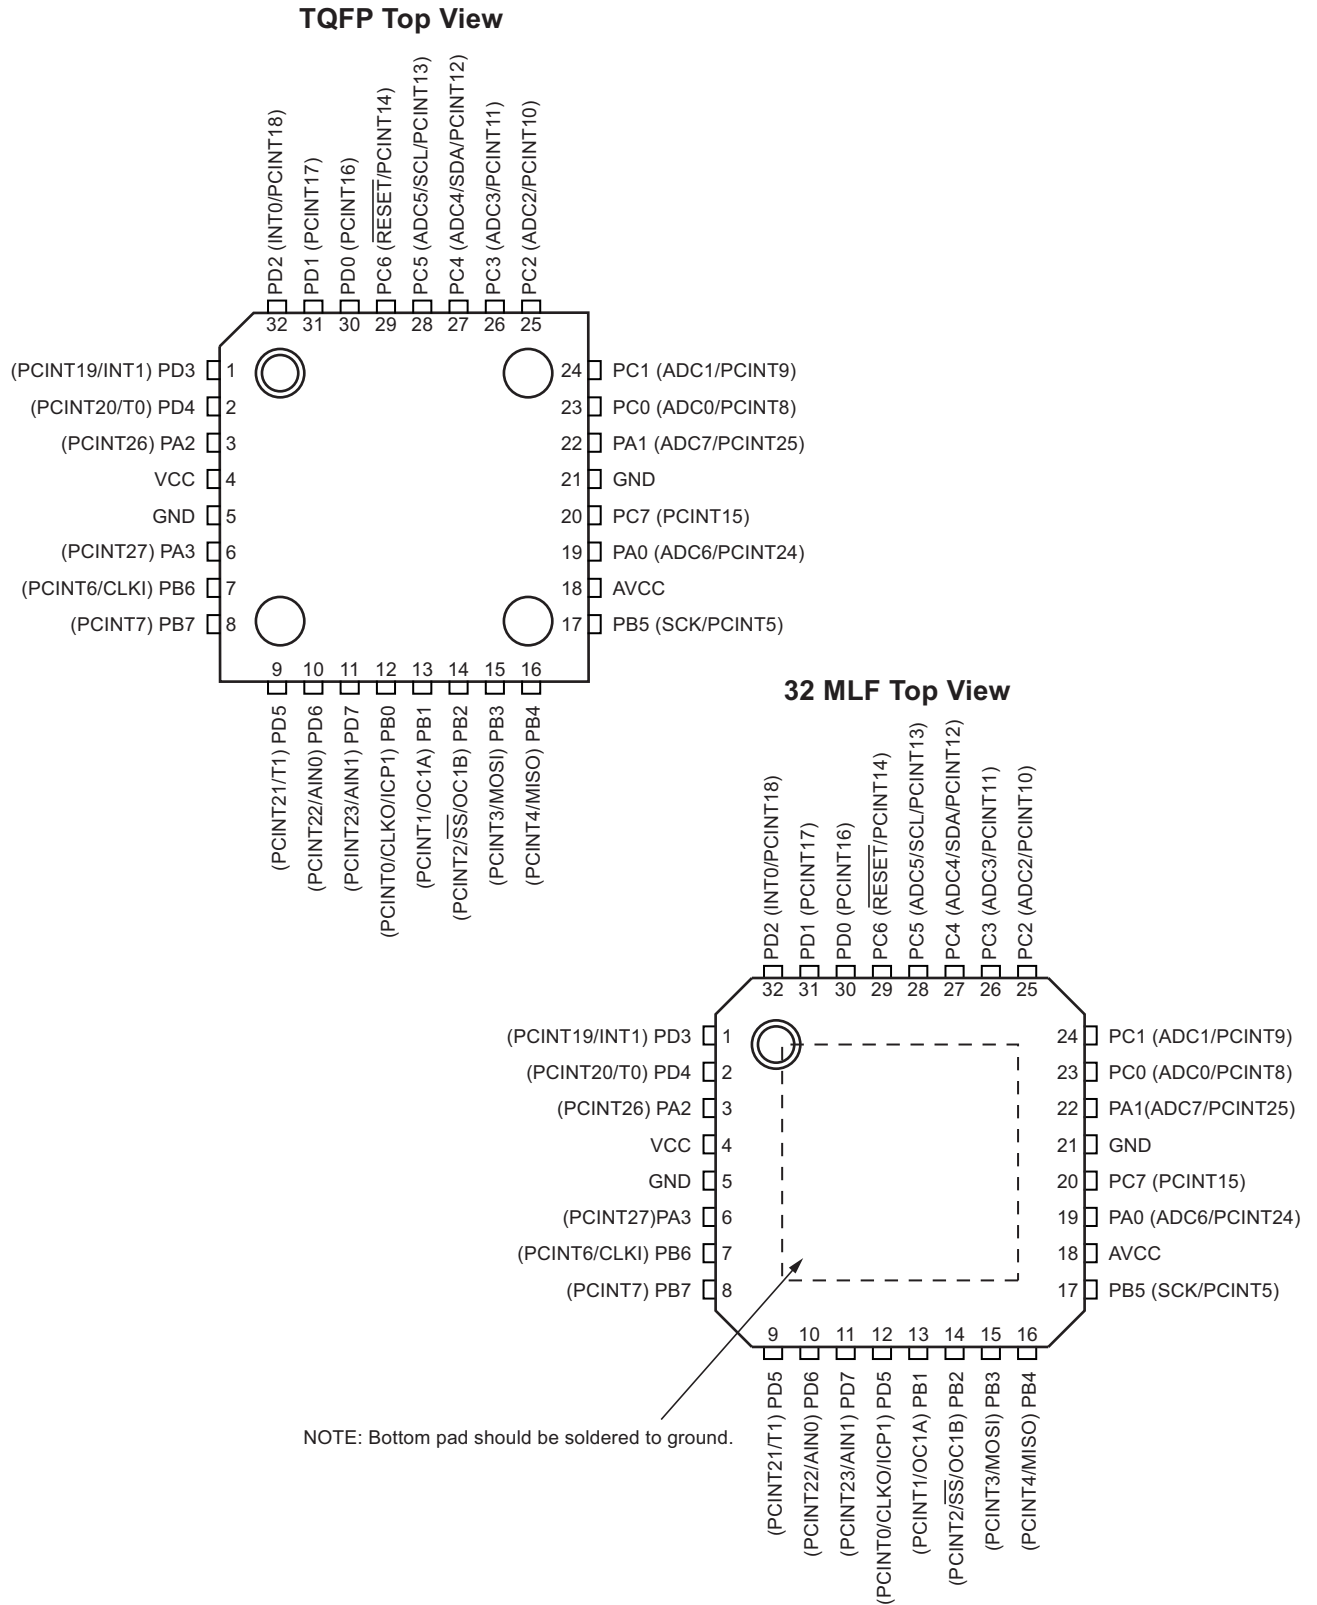 TQFP Top View
PD2 (INT0/PCINT18)
PD1 (PCINT17)
PD0 (PCINT16)
PC6 (RESET/PCINT14)
PC5 (ADC5/SCL/PCINT13)
PC4 (ADC4/SDA/PCINT12)
PC3 (ADC3/PCINT11)
PC2 (ADC2/PCINT10)
32 31 30 29 28 27 26 25
(PCINT19/INT1) PD3 1
(PCINT20/T0) PD4 2
(PCINT26) PA2 3
VCC 4
GND 5
(PCINT27) PA3 6
(PCINT6/CLKI) PB6 7
(PCINT7) PB7 8
24 PC1 (ADC1/PCINT9)
23 PC0 (ADC0/PCINT8)
22 PA1 (ADC7/PCINT25)
21 GND
20 PC7 (PCINT15)
19 PA0 (ADC6/PCINT24)
18 AVCC
17 PB5 (SCK/PCINT5)
9 10 11 12 13 14 15 16
(PCINT21/T1) PD5
(PCINT22/AIN0) PD6
(PCINT23/AIN1) PD7
(PCINT0/CLKO/ICP1) PB0
(PCINT1/OC1A) PB1
(PCINT2/SS/OC1B) PB2
(PCINT3/MOSI) PB3
(PCINT4/MISO) PB4
32 MLF Top View
PD2 (INT0/PCINT18)
PD1 (PCINT17)
PD0 (PCINT16)
PC6 (RESET/PCINT14)
PC5 (ADC5/SCL/PCINT13)
PC4 (ADC4/SDA/PCINT12)
PC3 (ADC3/PCINT11)
PC2 (ADC2/PCINT10)
32 31 30 29 28 27 26 25
(PCINT19/INT1) PD3 1
(PCINT20/T0) PD4 2
(PCINT26) PA2 3
VCC 4
GND 5
(PCINT27)PA3 6
(PCINT6/CLKI) PB6 7
(PCINT7) PB7 8
24 PC1 (ADC1/PCINT9)
23 PC0 (ADC0/PCINT8)
22 PA1(ADC7/PCINT25)
21 GND
20 PC7 (PCINT15)
19 PA0 (ADC6/PCINT24)
18 AVCC
17 PB5 (SCK/PCINT5)
9 10 11 12 13 14 15 16
(PCINT21/T1) PD5
(PCINT22/AIN0) PD6
(PCINT23/AIN1) PD7
(PCINT0/CLKO/ICP1) PD5
(PCINT1/OC1A) PB1
(PCINT2/SS/OC1B) PB2
(PCINT3/MOSI) PB3
(PCINT4/MISO) PB4
NOTE: Bottom pad should be soldered to ground.